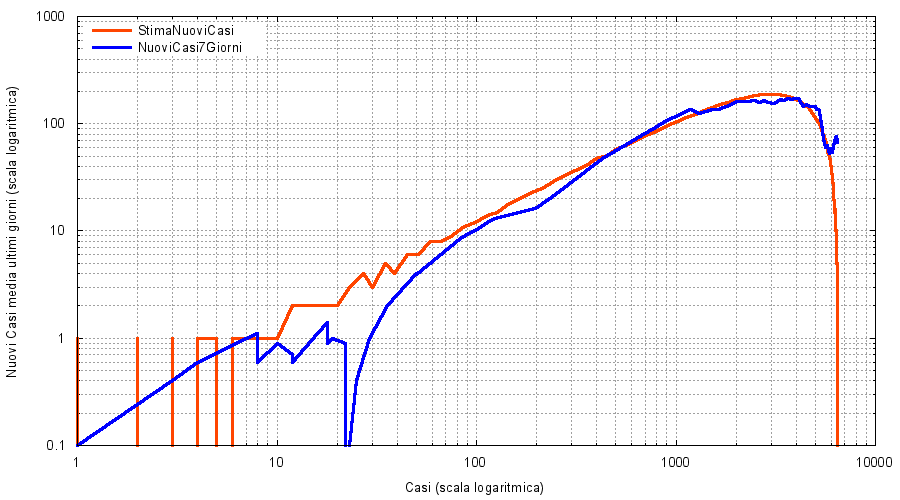 1000
100
10
1
0.1
StimaNuoviCasi
NuoviCasi7Giorni
Nuovi Casi media ultimi giorni (scala logaritmica)
1 10 100 1000 10000
Casi (scala logaritmica)